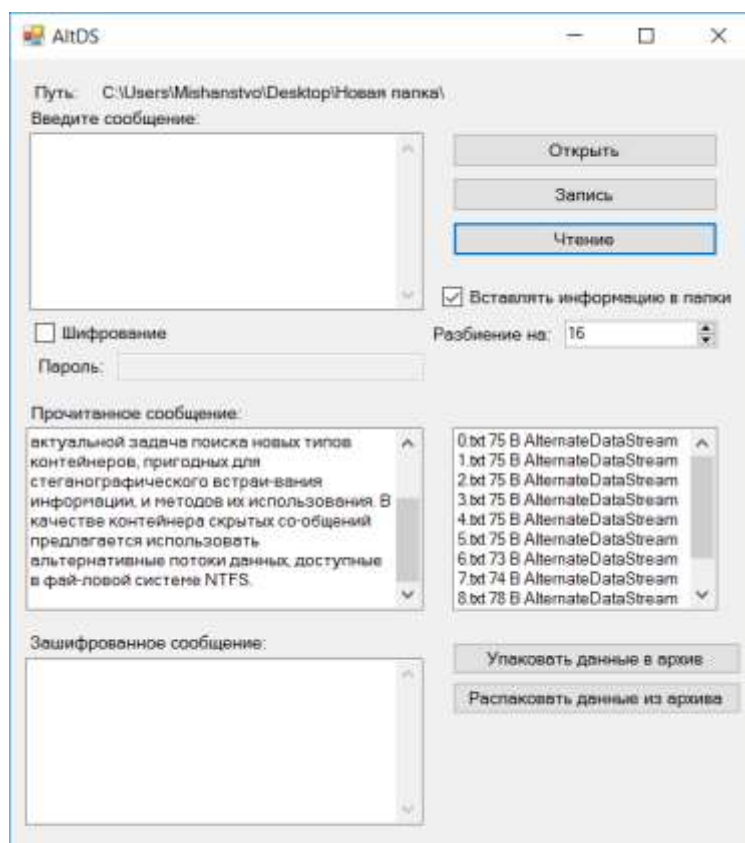 AltDS
Путь: C:\Users\Mishanstvo\Desktop\Новая папка\
Введите сообщение:
Открыть
Запись
Чтение
Вставлять информацию в папки
Шифрование
Разбиение на: 16
Пароль:
Прочитанное сообщение:
актуальной задача поиска новых типов
контейнеров, пригодных для
стеганографического встраи-вания
информации, и методов их использования. В
качестве контейнера скрытых со-общений
предлагается использовать
альтернативные потоки данных, доступные
в фай-ловой системе NTFS.
0.txt 75 B AlternateDataStream
1.txt 75 B AlternateDataStream
2.txt 75 B AlternateDataStream
3.txt 75 B AlternateDataStream
4.txt 75 B AlternateDataStream
5.txt 75 B AlternateDataStream
6.txt 73 B AlternateDataStream
7.txt 74 B AlternateDataStream
8.txt 78 B AlternateDataStream
Зашифрованное сообщение:
Упаковать данные в архив
Распаковать данные из архива